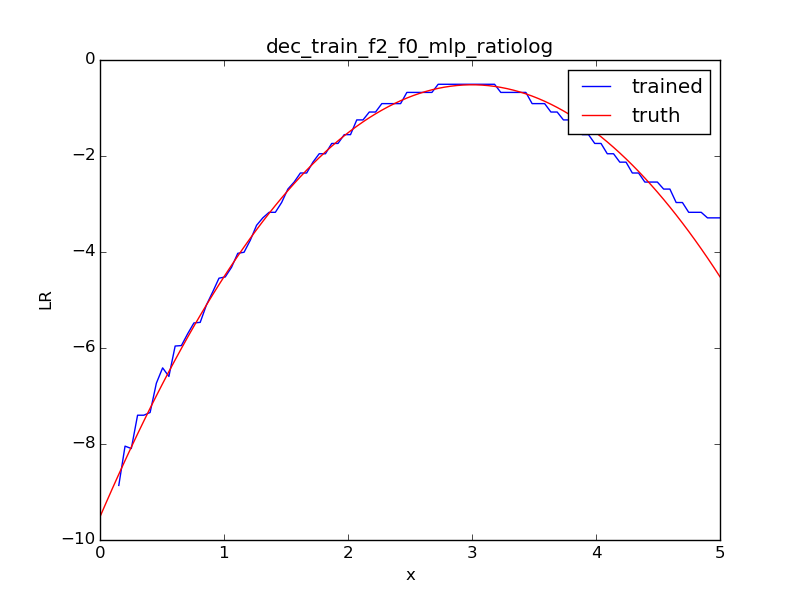 dec_train_f2_f0_mlp_ratiolog
trained
truth
0
−2
−4
−6
−8
−10
LR
0 1 2 3 4 5
x